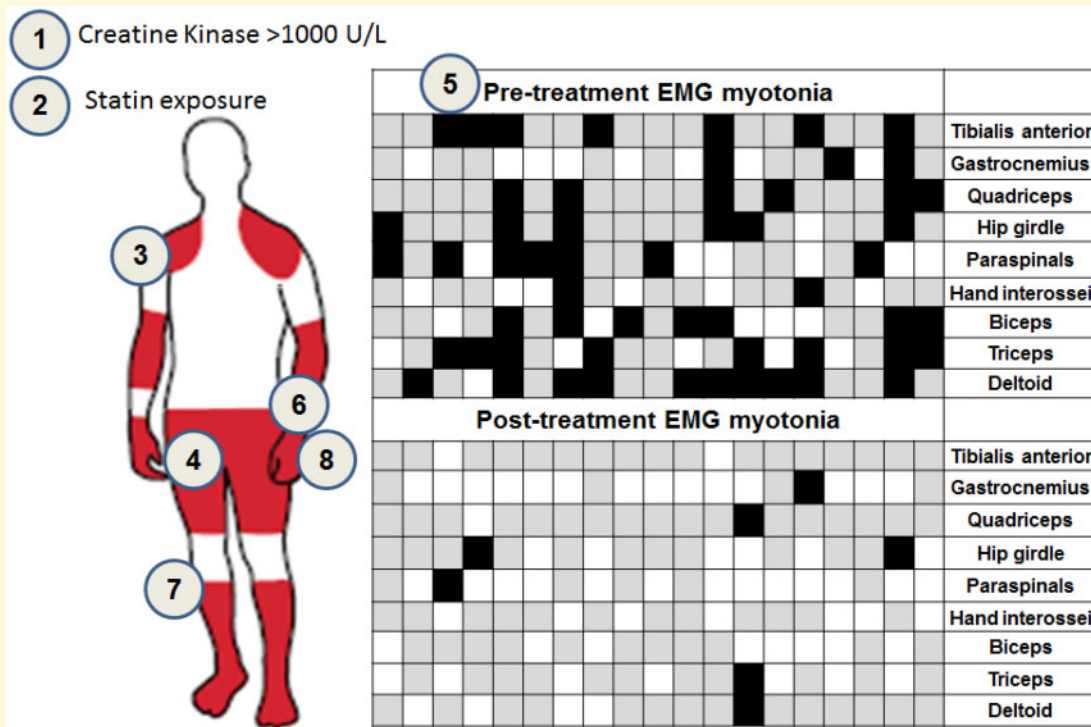 1 Creatine Kinase >1000 U/L
2 Statin exposure
5 Pre-treatment EMG myotonia
Tibialis anterior
Gastrocnemius
Quadriceps
Hip girdle
Paraspinals
Hand interossei
Biceps
Triceps
Deltoid
Post-treatment EMG myotonia
Tibialis anterior
Gastrocnemius
Quadriceps
Hip girdle
Paraspinals
Hand interossei
Biceps
Triceps
Deltoid
3
6
4
8
7